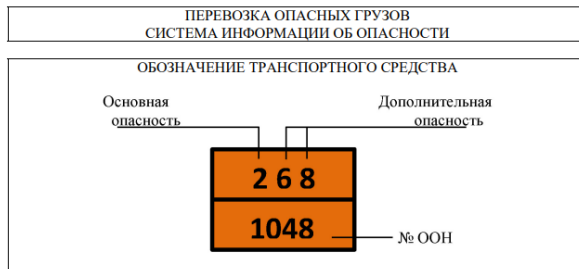 ПЕРЕВОЗКА ОПАСНЫХ ГРУЗОВ
СИСТЕМА ИНФОРМАЦИИ ОБ ОПАСНОСТИ
ОБОЗНАЧЕНИЕ ТРАНСПОРТНОГО СРЕДСТВА
Основная
опасность
Дополнительная
опасность
2 6 8
1048
№ ООН